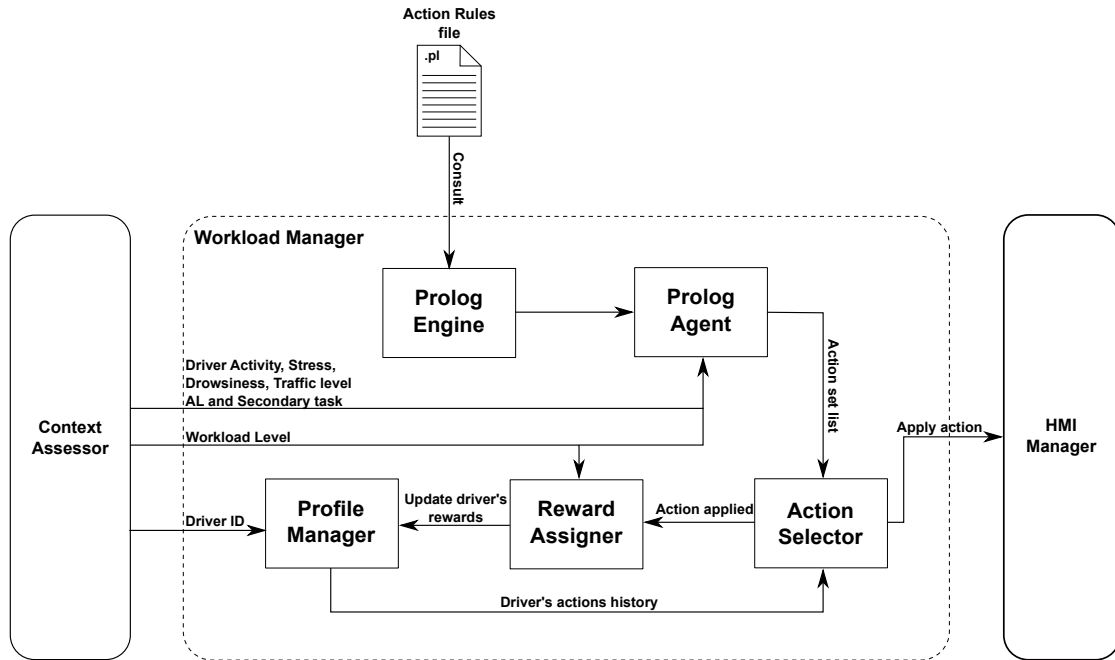 Action Rules
file
.pl
Consult
Workload Manager
Prolog
Engine
Prolog
Agent
Driver Activity, Stress,
Drowsiness, Traffic level
AL and Secondary task
Action set list
Context
Assessor
Workload Level
Apply action
HMI
Manager
Driver ID
Profile
Manager
Update driver's
rewards
Reward
Assigner
Action applied
Action
Selector
Driver's actions history